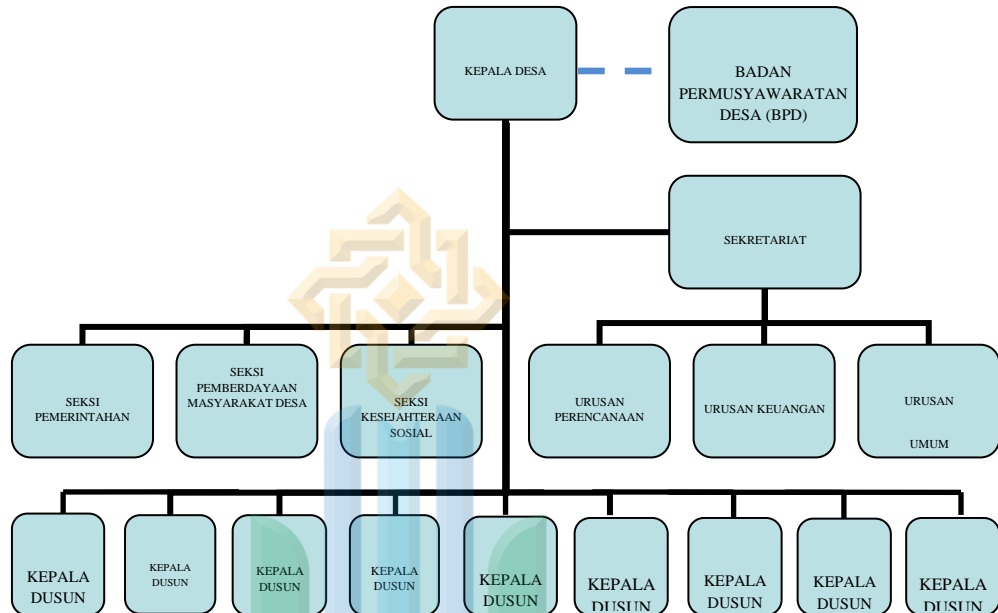 KEPALA DESA
BADAN
PERMUSYAWARATAN
DESA (BPD)
SEKRETARIAT
SEKSI
PEMERINTAHAN
SEKSI
PEMBERDAYAAN
MASYARAKAT DESA
SEKSI
KESEJAHTERAAN
SOSIAL
URUSAN
PERENCANAAN
URUSAN KEUANGAN
URUSAN
UMUM
KEPALA
DUSUN
KEPALA
DUSUN
KEPALA
DUSUN
KEPALA
DUSUN
KEPALA
DUSUN
KEPALA
DUSUN
KEPALA
DUSUN
KEPALA
DUSUN
KEPALA
DUSUN